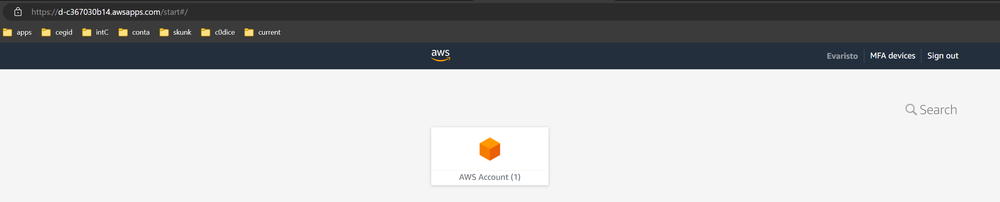 https://d-c367030b14.awsapps.com/start#/
apps cegid intC conta skunk c0dice current
aws Evaristo MFA devices Sign out
Search
AWS Account (1)